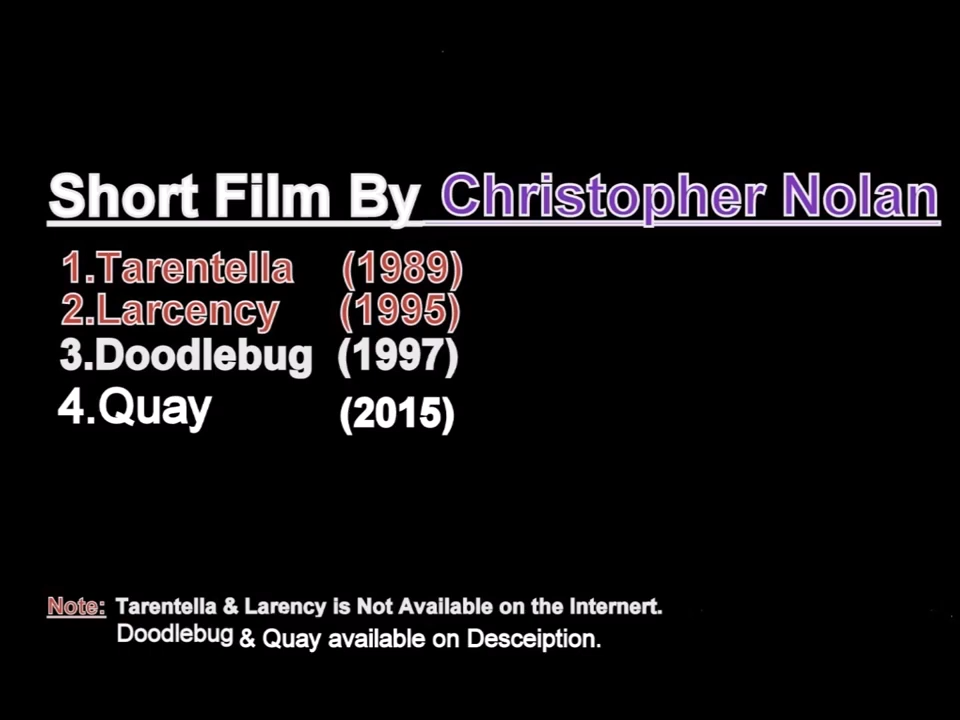 Short Film By Christopher Nolan
1.Tarentella (1989)
2.Larcency (1995)
3.Doodlebug (1997)
4.Quay (2015)
Note: Tarentella & Larency is Not Available on the Internert.
Doodlebug & Quay available on Desceiption.